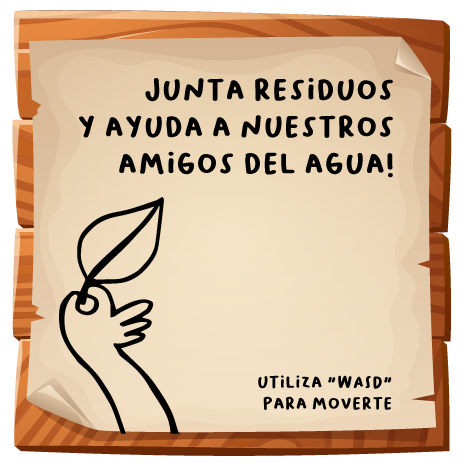 JUNTA RESIDUOS
Y AYUDA A NUESTROS
AMIGOS DEL AGUA!
UTILIZA "WASD"
PARA MOVERTE